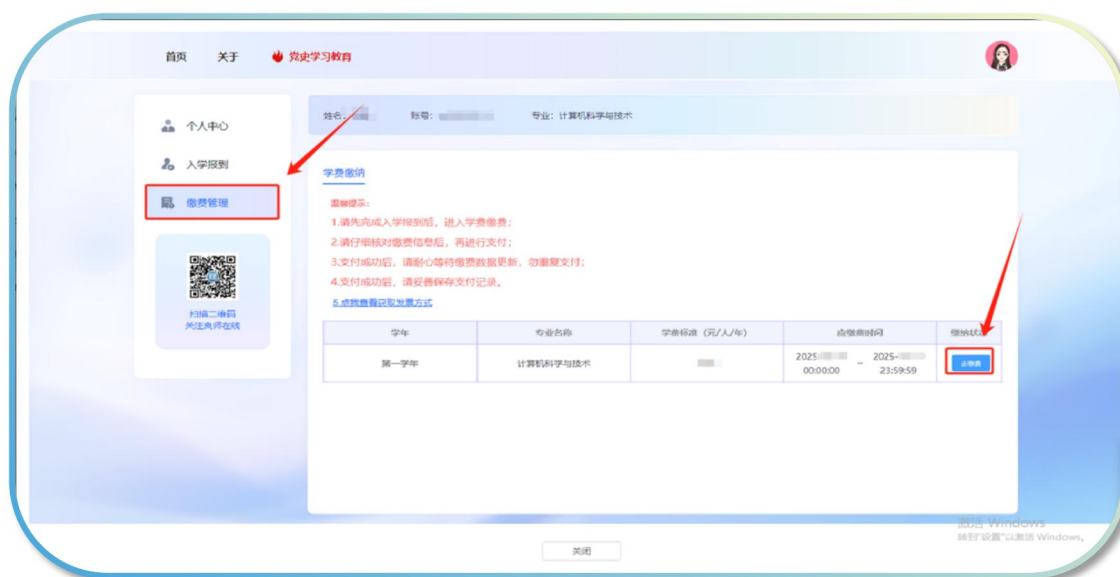 首页 关于 党史学习教育
姓名: 账号: 专业: 计算机科学与技术
个人中心
入学报到
缴费管理
扫描二维码
关注奥师在线
学费缴纳
温馨提示:
1.请先完成入学报到后，进入学费缴费;
2.请仔细核对缴费信息后，再进行支付;
3.支付成功后，请耐心等待缴费数据更新，勿重复支付;
4.支付成功后，请妥善保存支付记录。
5.点我查看获取发票方式
学年 专业名称 学费标准（元/人/年） 应缴费时间 缴纳状态
第一学年 计算机科学与技术 2025- 00:00:00 – 2025- 23:59:59 去缴费
激活 Windows
转到"设置"以激活 Windows。
关闭